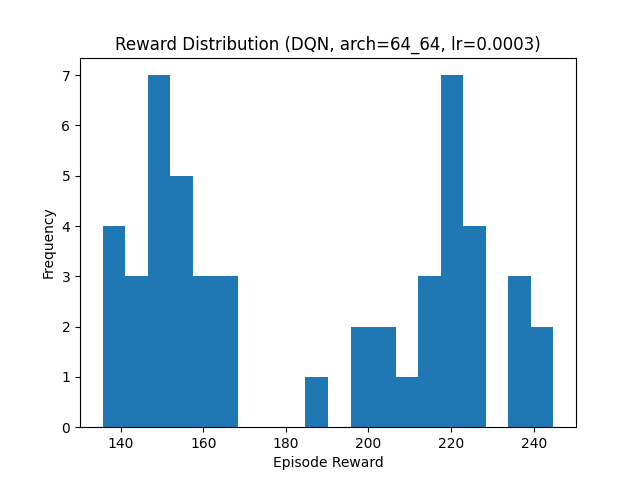 Reward Distribution (DQN, arch=64_64, lr=0.0003)
7
6
5
4
3
2
1
0
Frequency
140 160 180 200 220 240
Episode Reward